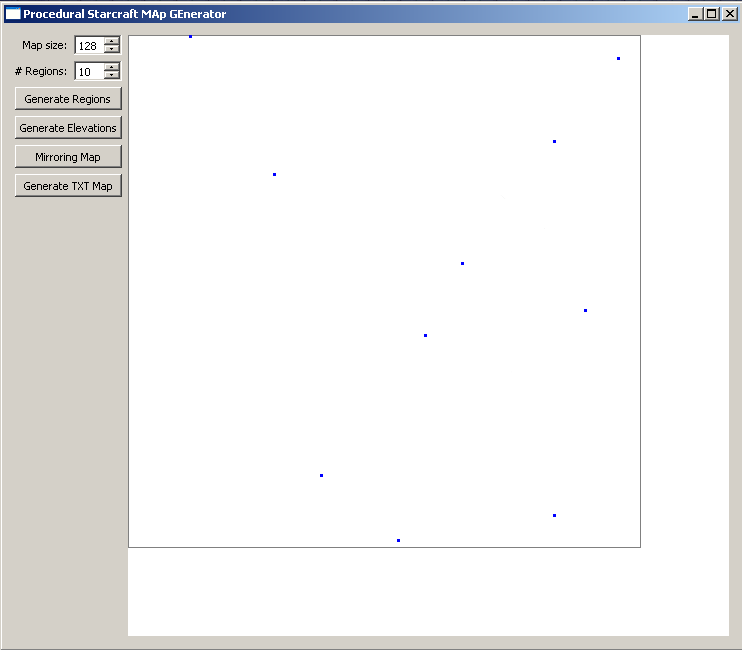 Procedural Starcraft MAp GEnerator
Map size: 128
# Regions: 10
Generate Regions
Generate Elevations
Mirroring Map
Generate TXT Map